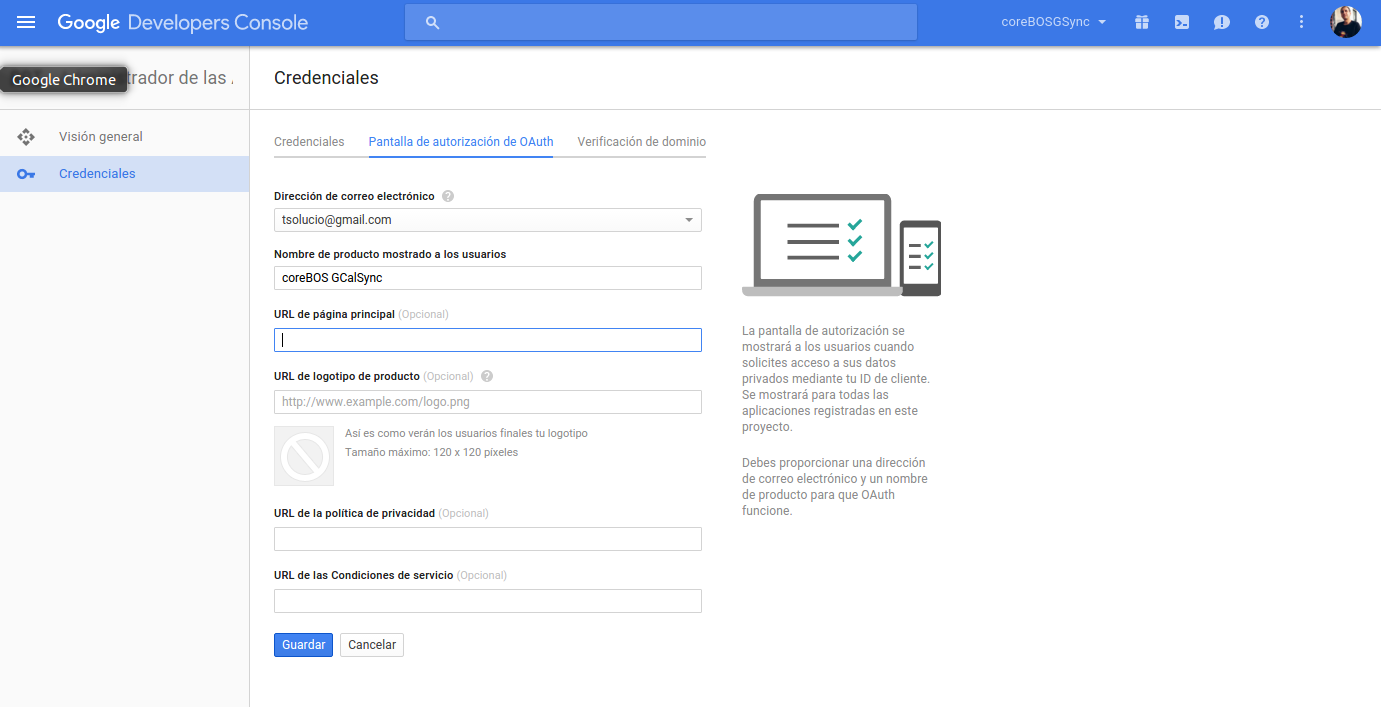 Google Developers Console
coreBOSGSync
Google Chrome
trador de las
Credenciales
Visión general
Credenciales
Credenciales
Pantalla de autorización de OAuth
Verificación de dominio
Dirección de correo electrónico
tsolucio@gmail.com
Nombre de producto mostrado a los usuarios
coreBOS GCalSync
URL de página principal (Opcional)
URL de logotipo de producto (Opcional)
http://www.example.com/logo.png
Así es como verán los usuarios finales tu logotipo
Tamaño máximo: 120 x 120 píxeles
URL de la política de privacidad (Opcional)
URL de las Condiciones de servicio (Opcional)
Guardar
Cancelar
La pantalla de autorización se
mostrará a los usuarios cuando
solicites acceso a sus datos
privados mediante tu ID de cliente.
Se mostrará para todas las
aplicaciones registradas en este
proyecto.
Debes proporcionar una dirección
de correo electrónico y un nombre
de producto para que OAuth
funcione.